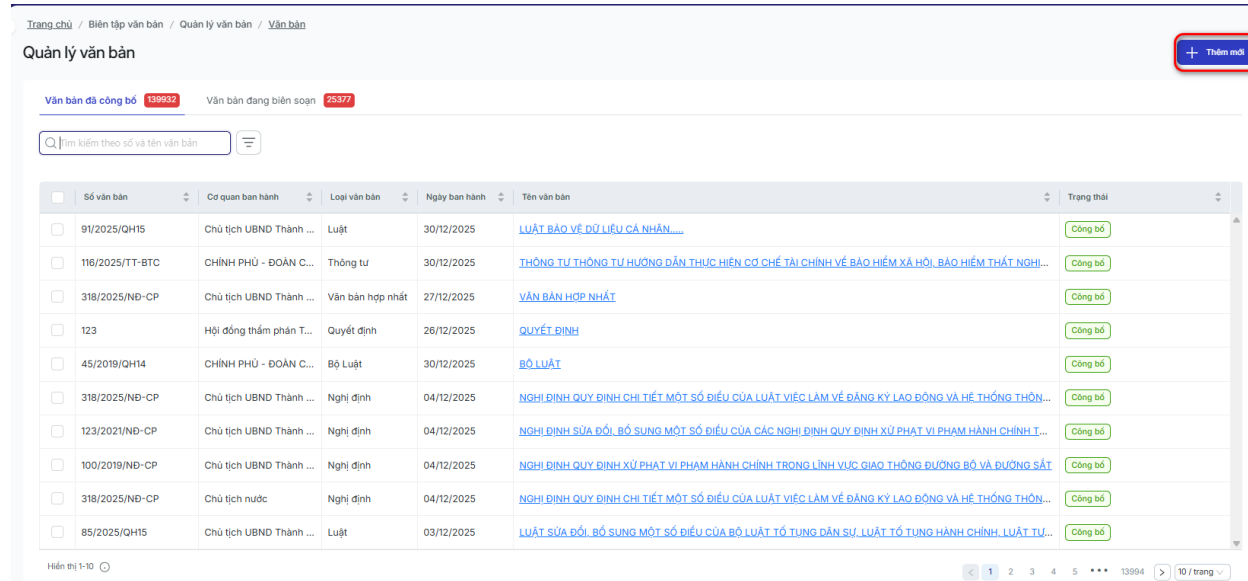 Trang chủ / Biên tập văn bản / Quản lý văn bản / Văn bản
Quản lý văn bản
Thêm mới
Văn bản đã công bố 139932 Văn bản đang biên soạn 25377
Tìm kiếm theo số và tên văn bản
Số văn bản Cơ quan ban hành Loại văn bản Ngày ban hành Tên văn bản Trạng thái
91/2025/QH15 Chủ tịch UBND Thành ... Luật 30/12/2025 LUẬT BẢO VỆ DỮ LIỆU CÁ NHÂN..... Công bố
116/2025/TT-BTC CHÍNH PHỦ - ĐOÀN C... Thông tư 30/12/2025 THÔNG TƯ THÔNG TƯ HƯỚNG DẪN THỰC HIỆN CƠ CHẾ TÀI CHÍNH VỀ BẢO HIỂM XÃ HỘI, BẢO HIỂM THẤT NGHI... Công bố
318/2025/NĐ-CP Chủ tịch UBND Thành ... Văn bản hợp nhất 27/12/2025 VĂN BẢN HỢP NHẤT Công bố
123 Hội đồng thẩm phán T... Quyết định 26/12/2025 QUYẾT ĐỊNH Công bố
45/2019/QH14 CHÍNH PHỦ - ĐOÀN C... Bộ Luật 30/12/2025 BỘ LUẬT Công bố
318/2025/NĐ-CP Chủ tịch UBND Thành ... Nghị định 04/12/2025 NGHỊ ĐỊNH QUY ĐỊNH CHI TIẾT MỘT SỐ ĐIỀU CỦA LUẬT VIỆC LÀM VỀ ĐĂNG KÝ LAO ĐỘNG VÀ HỆ THỐNG THÔN... Công bố
123/2021/NĐ-CP Chủ tịch UBND Thành ... Nghị định 04/12/2025 NGHỊ ĐỊNH SỬA ĐỔI, BỔ SUNG MỘT SỐ ĐIỀU CỦA CÁC NGHỊ ĐỊNH QUY ĐỊNH XỬ PHẠT VI PHẠM HÀNH CHÍNH T... Công bố
100/2019/NĐ-CP Chủ tịch UBND Thành ... Nghị định 04/12/2025 NGHỊ ĐỊNH QUY ĐỊNH XỬ PHẠT VI PHẠM HÀNH CHÍNH TRONG LĨNH VỰC GIAO THÔNG ĐƯỜNG BỘ VÀ ĐƯỜNG SẮT Công bố
318/2025/NĐ-CP Chủ tịch nước Nghị định 04/12/2025 NGHỊ ĐỊNH QUY ĐỊNH CHI TIẾT MỘT SỐ ĐIỀU CỦA LUẬT VIỆC LÀM VỀ ĐĂNG KÝ LAO ĐỘNG VÀ HỆ THỐNG THÔN... Công bố
85/2025/QH15 Chủ tịch UBND Thành ... Luật 03/12/2025 LUẬT SỬA ĐỔI, BỔ SUNG MỘT SỐ ĐIỀU CỦA BỘ LUẬT TỐ TỤNG DÂN SỰ, LUẬT TỐ TỤNG HÀNH CHÍNH, LUẬT TƯ... Công bố
Hiển thị 1-10 < 1 2 3 4 5 ••• 13994 > 10 / trang